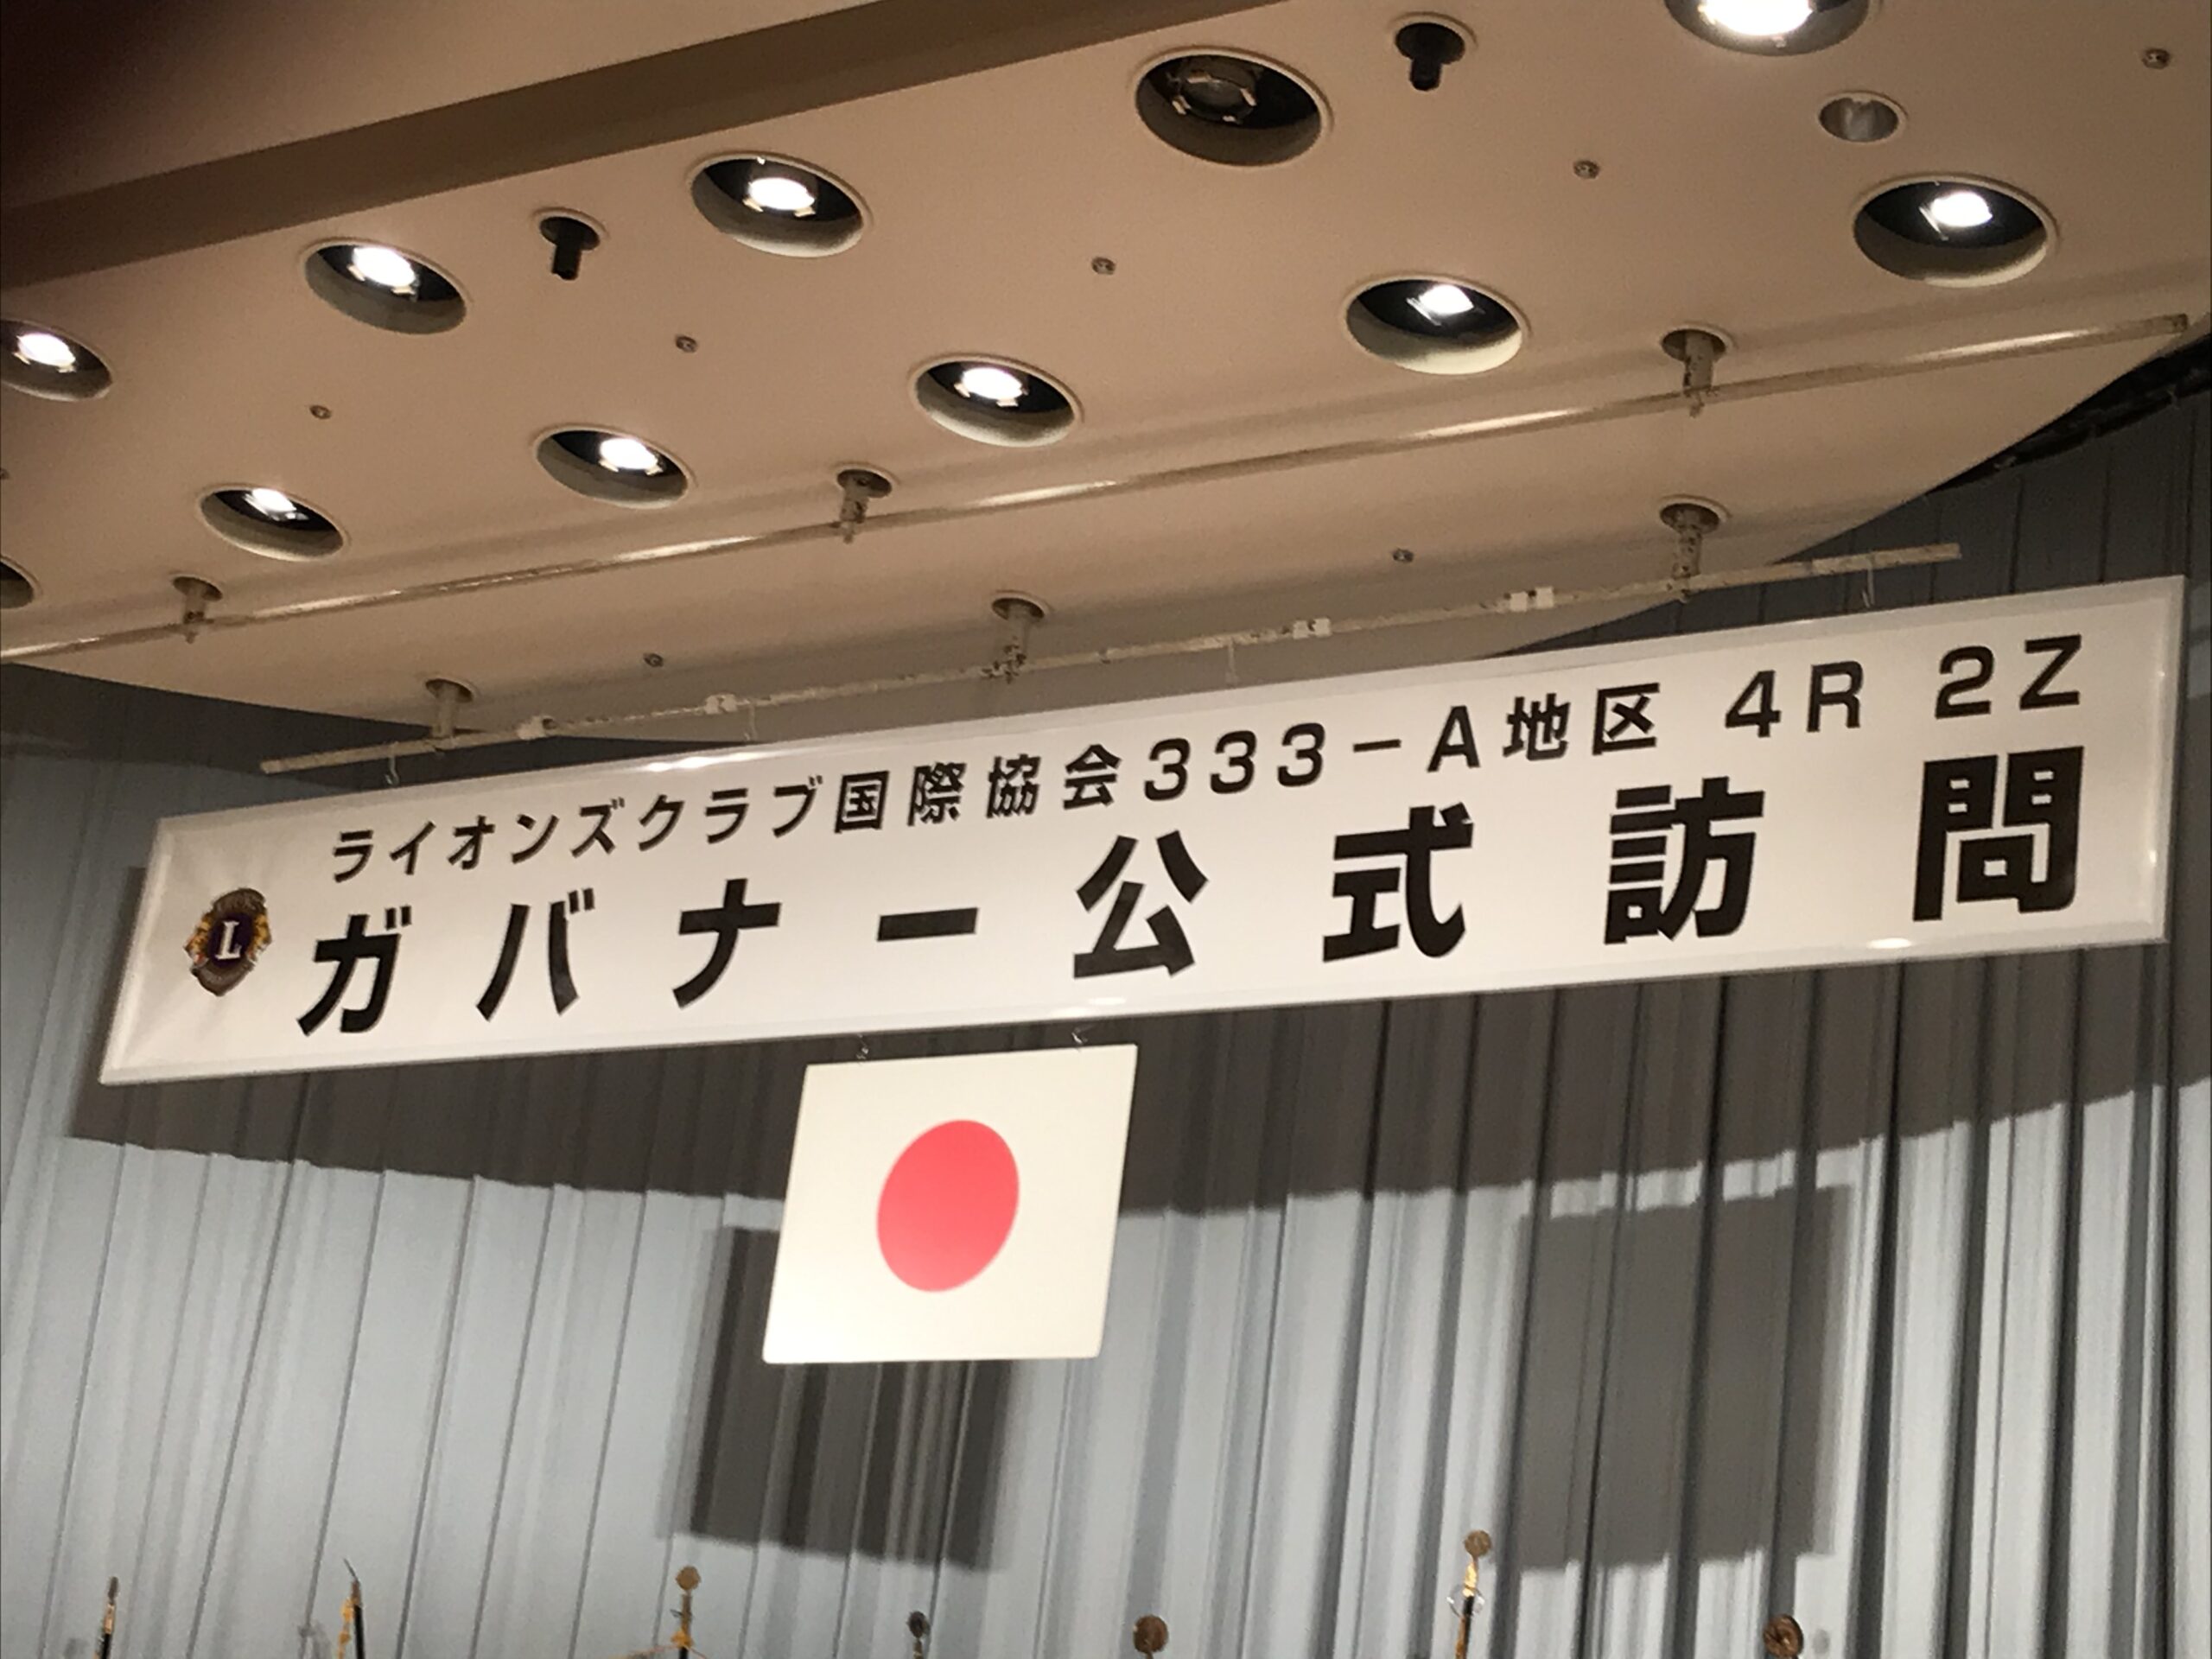 ライオンズクラブ国際協会333－A地区 4R 2Z
L
ガバナー公式訪問